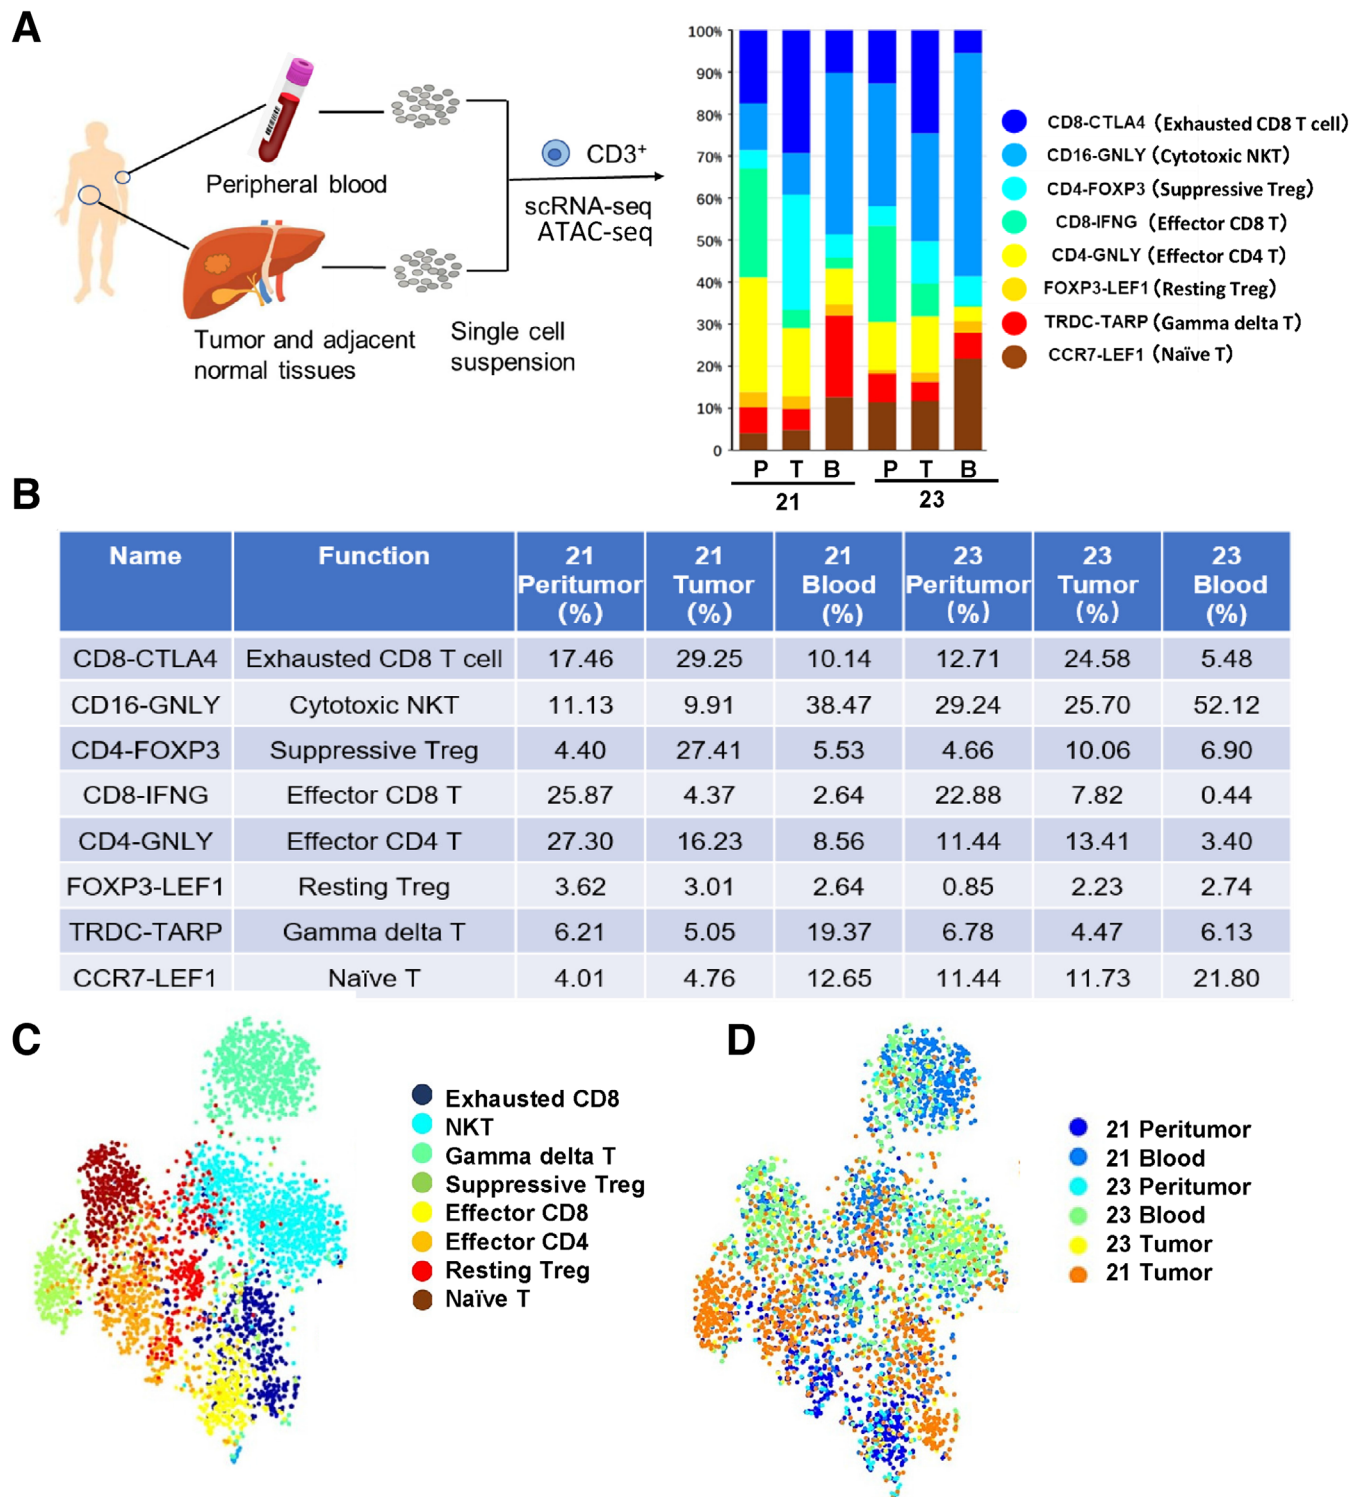 A
Peripheral blood
Tumor and adjacent
normal tissues
Single cell
suspension
CD3+
scRNA-seq
ATAC-seq
100%
90%
80%
70%
60%
50%
40%
30%
20%
10%
0
P T B P T B
21 23
CD8-CTLA4 (Exhausted CD8 T cell)
CD16-GNLY (Cytotoxic NKT)
CD4-FOXP3 (Suppressive Treg)
CD8-IFNG (Effector CD8 T)
CD4-GNLY (Effector CD4 T)
FOXP3-LEF1 (Resting Treg)
TRDC-TARP (Gamma delta T)
CCR7-LEF1 (Naïve T)
B
Name Function 21 Peritumor (%) 21 Tumor (%) 21 Blood (%) 23 Peritumor (%) 23 Tumor (%) 23 Blood (%)
CD8-CTLA4 Exhausted CD8 T cell 17.46 29.25 10.14 12.71 24.58 5.48
CD16-GNLY Cytotoxic NKT 11.13 9.91 38.47 29.24 25.70 52.12
CD4-FOXP3 Suppressive Treg 4.40 27.41 5.53 4.66 10.06 6.90
CD8-IFNG Effector CD8 T 25.87 4.37 2.64 22.88 7.82 0.44
CD4-GNLY Effector CD4 T 27.30 16.23 8.56 11.44 13.41 3.40
FOXP3-LEF1 Resting Treg 3.62 3.01 2.64 0.85 2.23 2.74
TRDC-TARP Gamma delta T 6.21 5.05 19.37 6.78 4.47 6.13
CCR7-LEF1 Naïve T 4.01 4.76 12.65 11.44 11.73 21.80
C
Exhausted CD8
NKT
Gamma delta T
Suppressive Treg
Effector CD8
Effector CD4
Resting Treg
Naïve T
D
21 Peritumor
21 Blood
23 Peritumor
23 Blood
23 Tumor
21 Tumor